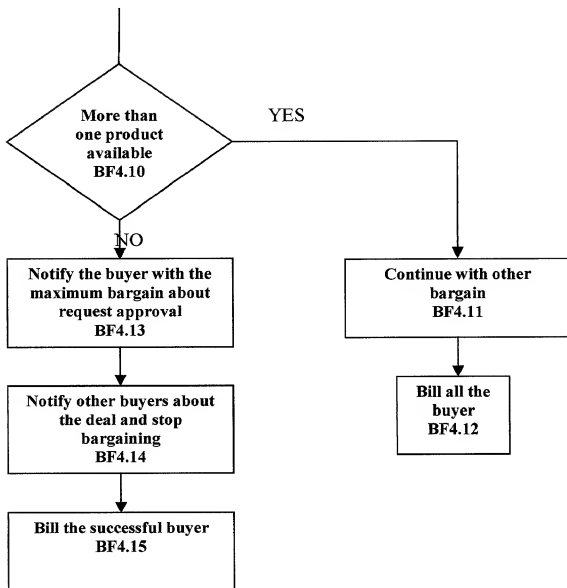 More than
one product
available
BF4.10
YES
NO
Notify the buyer with the
maximum bargain about
request approval
BF4.13
Continue with other
bargain
BF4.11
Notify other buyers about
the deal and stop
bargaining
BF4.14
Bill all the
buyer
BF4.12
Bill the successful buyer
BF4.15